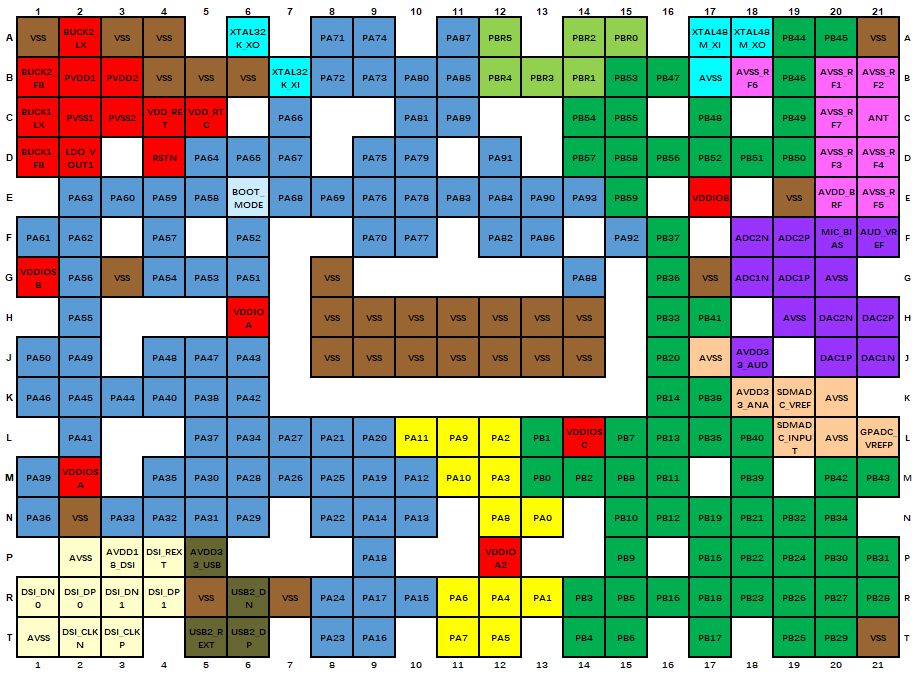 1 2 3 4 5 6 7 8 9 10 11 12 13 14 15 16 17 18 19 20 21
A VSS BUCK2_LX VSS VSS XTAL32K_XO PA71 PA74 PA87 PBR5 PBR2 PBR0 XTAL48M_XI XTAL48M_XO PB44 PB45 VSS A
B BUCK2_FB PVDD1 PVDD2 VSS VSS VSS XTAL32K_XI PA72 PA73 PA80 PA85 PBR4 PBR3 PBR1 PB53 PB47 AVSS AVSS_RF6 PB46 AVSS_RF1 AVSS_RF2 B
C BUCK1_LX PVSS1 PVSS2 VDD_RET VDD_RTC PA66 PA81 PA89 PB54 PB55 PB48 PB49 AVSS_RF7 ANT C
D BUCK1_FB LDO_VOUT1 RSTN PA64 PA65 PA67 PA75 PA79 PA91 PB57 PB58 PB56 PB52 PB51 PB50 AVSS_RF3 AVSS_RF4 D
E PA63 PA60 PA59 PA58 BOOT_MODE PA68 PA69 PA76 PA78 PA83 PA84 PA90 PA93 PB59 VDDIOB VSS AVDD_BRF AVSS_RF5 E
F PA61 PA62 PA57 PA52 PA70 PA77 PA82 PA86 PA92 PB37 ADC2N ADC2P MIC_BIAS AUD_VREF F
G VDDIOSB PA56 VSS PA54 PA53 PA51 VSS PA88 PB36 VSS ADC1N ADC1P AVSS G
H PA55 VDDIOA VSS VSS VSS VSS VSS VSS VSS PB33 PB41 AVSS DAC2N DAC2P H
J PA50 PA49 PA48 PA47 PA43 VSS VSS VSS VSS VSS VSS VSS PB20 AVSS AVDD33_AUD DAC1P DAC1N J
K PA46 PA45 PA44 PA40 PA38 PA42 PB14 PB38 AVDD33_ANA SDMADC_VREF AVSS K
L PA41 PA37 PA34 PA27 PA21 PA20 PA11 PA9 PA2 PB1 VDDIOSC PB7 PB13 PB35 PB40 SDMADC_INPUT AVSS GPADC_VREFP L
M PA39 VDDIOSA PA35 PA30 PA28 PA26 PA25 PA19 PA12 PA10 PA3 PB0 PB2 PB8 PB11 PB39 PB42 PB43 M
N PA36 VSS PA33 PA32 PA31 PA29 PA22 PA14 PA13 PA8 PA0 PB10 PB12 PB19 PB21 PB32 PB34 N
P AVSS AVDD18_DSI DSI_REXT AVDD33_USB PA18 VDDIOA2 PB9 PB15 PB22 PB24 PB30 PB31 P
R DSI_DN0 DSI_DP0 DSI_DN1 DSI_DP1 VSS USB2_DN VSS PA24 PA17 PA15 PA6 PA4 PA1 PB3 PB5 PB16 PB18 PB23 PB26 PB27 PB28 R
T AVSS DSI_CLKN DSI_CLKP USB2_REXT USB2_DP PA23 PA16 PA7 PA5 PB4 PB6 PB17 PB25 PB29 VSS T
1 2 3 4 5 6 7 8 9 10 11 12 13 14 15 16 17 18 19 20 21